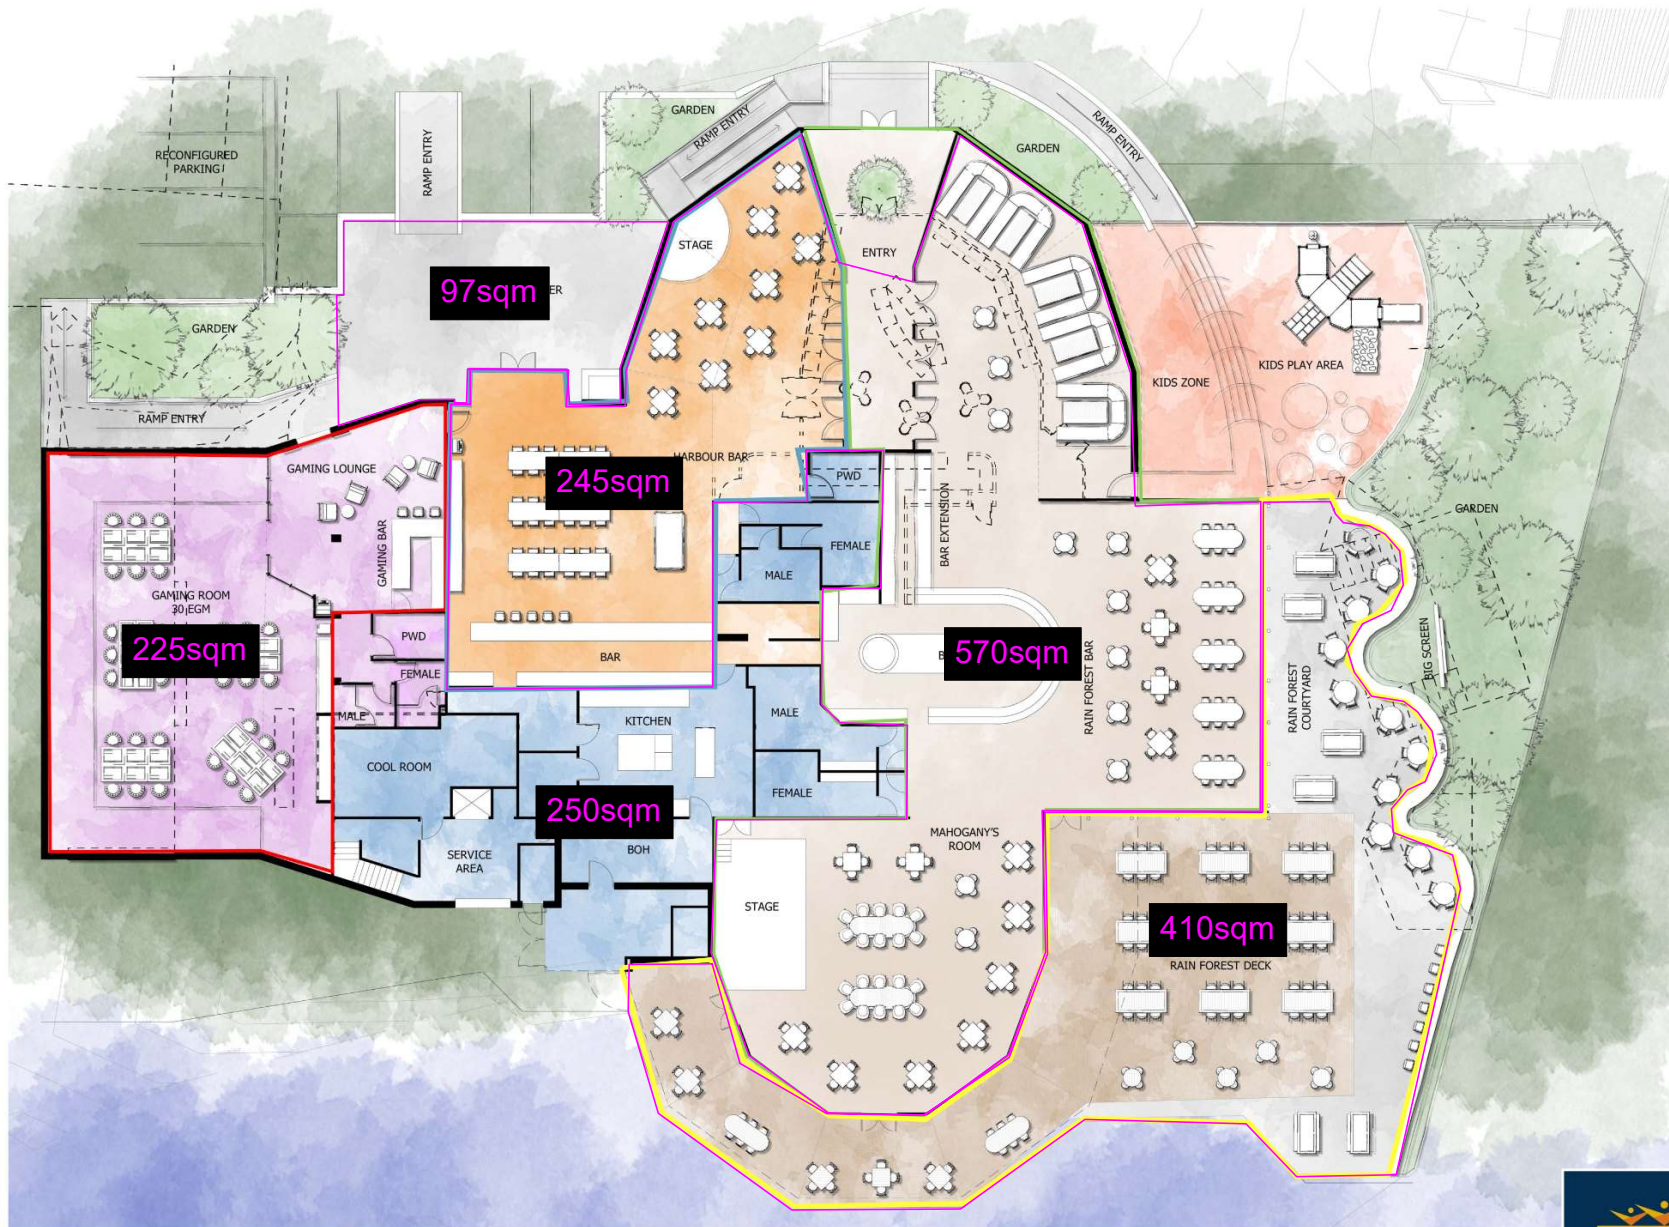 GARDEN
RAMP ENTRY
RAMP ENTRY
RAMP ENTRY
GARDEN
RECONFIGURED
PARKING
STAGE
ENTRY
97sqm
ER
GARDEN
KIDS ZONE
KIDS PLAY AREA
RAMP ENTRY
GAMING LOUNGE
HARBOUR BAR
245sqm
PWD
GAMING BAR
BAR EXTENSION
GARDEN
FEMALE
MALE
GAMING ROOM
30 EGM
225sqm
PWD
BAR
570sqm
B
RAIN FOREST BAR
RAIN FOREST
COURTYARD
BIG SCREEN
FEMALE
MALE
KITCHEN
MALE
COOL ROOM
FEMALE
250sqm
BOH
SERVICE
AREA
MAHOGANY'S
ROOM
STAGE
410sqm
RAIN FOREST DECK